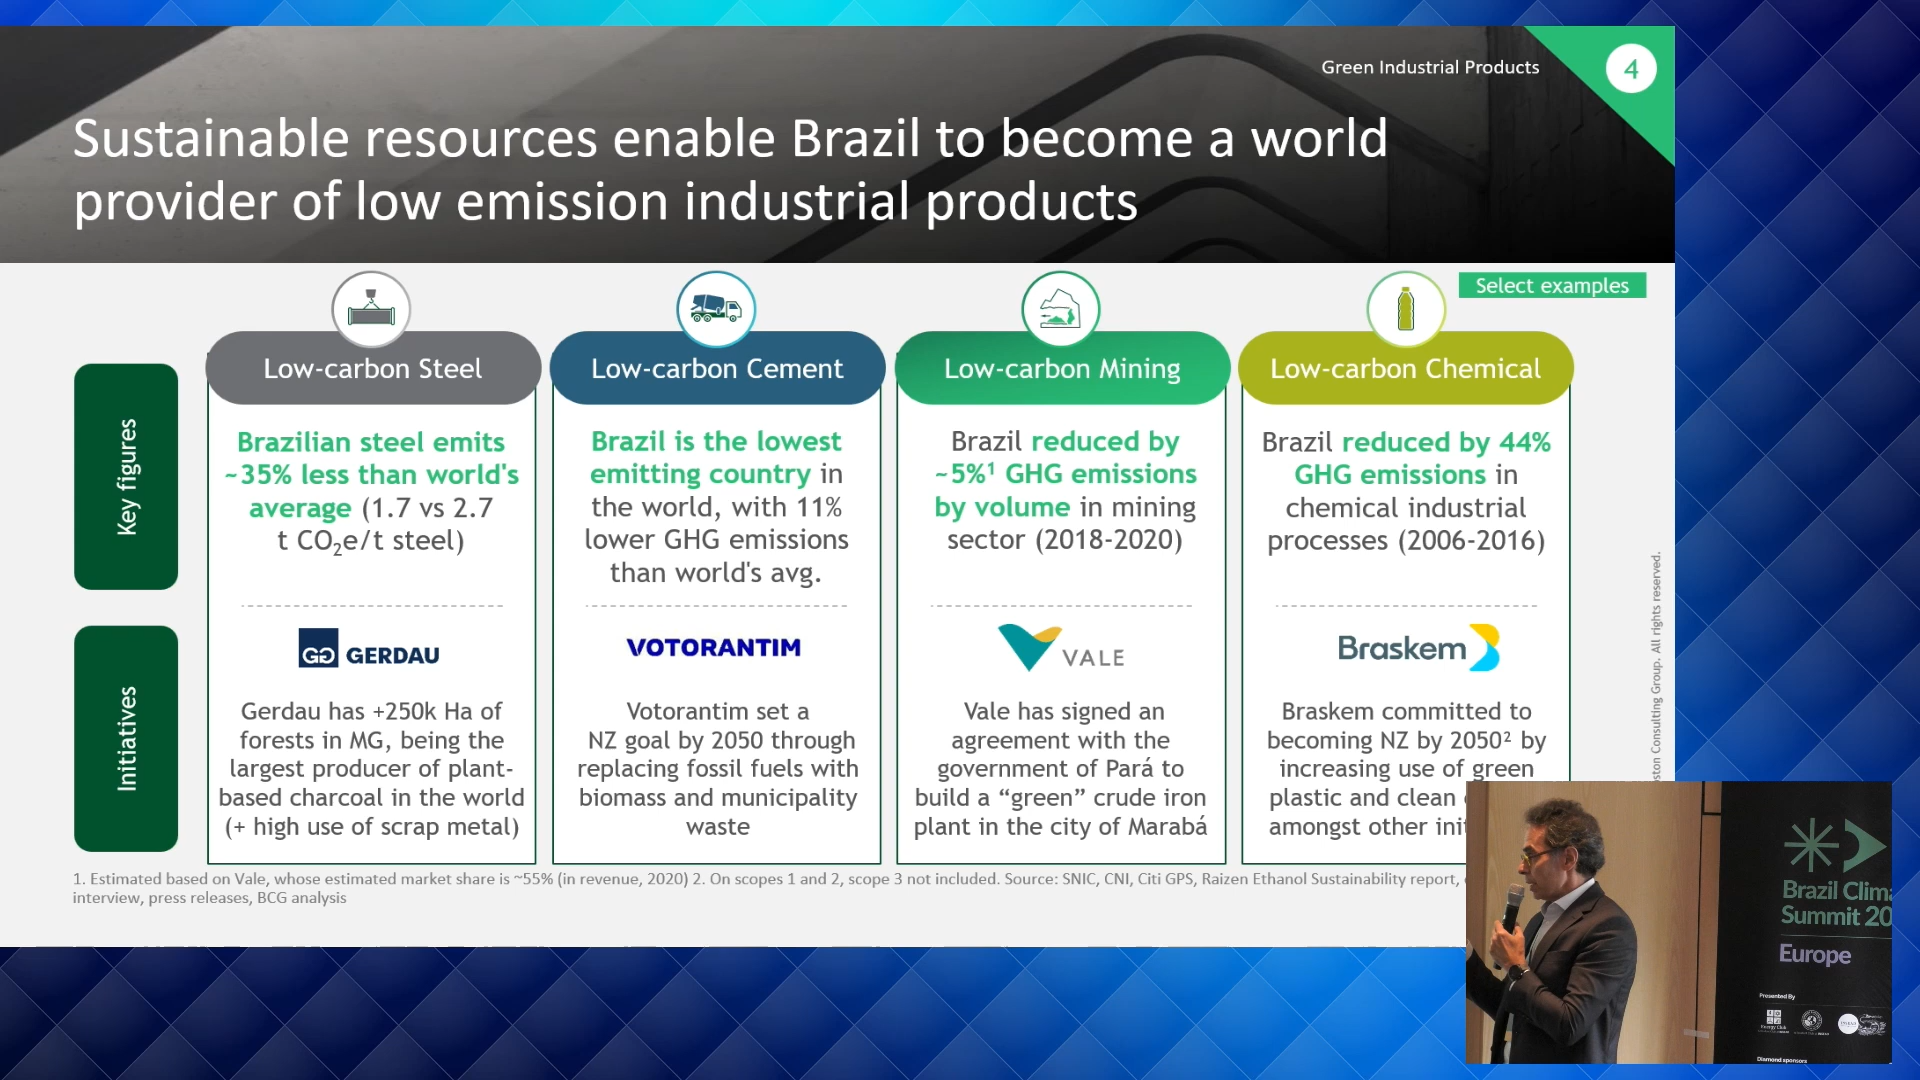 Green Industrial Products
4
Sustainable resources enable Brazil to become a world
provider of low emission industrial products
Select examples
Low-carbon Steel
Low-carbon Cement
Low-carbon Mining
Low-carbon Chemical
Key figures
Brazilian steel emits
~35% less than world's
average (1.7 vs 2.7
t CO₂e/t steel)
Brazil is the lowest
emitting country in
the world, with 11%
lower GHG emissions
than world's avg.
Brazil reduced by
~5%¹ GHG emissions
by volume in mining
sector (2018-2020)
Brazil reduced by 44%
GHG emissions in
chemical industrial
processes (2006-2016)
Initiatives
GG GERDAU
Gerdau has +250k Ha of
forests in MG, being the
largest producer of plant-
based charcoal in the world
(+ high use of scrap metal)
VOTORANTIM
Votorantim set a
NZ goal by 2050 through
replacing fossil fuels with
biomass and municipality
waste
VALE
Vale has signed an
agreement with the
government of Pará to
build a “green” crude iron
plant in the city of Marabá
Braskem
Braskem committed to
becoming NZ by 2050² by
increasing use of green
plastic and clean
amongst other
1. Estimated based on Vale, whose estimated market share is ~55% (in revenue, 2020) 2. On scopes 1 and 2, scope 3 not included. Source: SNIC, CNI, Citi GPS, Raizen Ethanol Sustainability report,
interview, press releases, BCG analysis
Consulting Group. All rights reserved.
Brazil
Summit
Europe
Presented By
Energy Club
Diamond sponsors